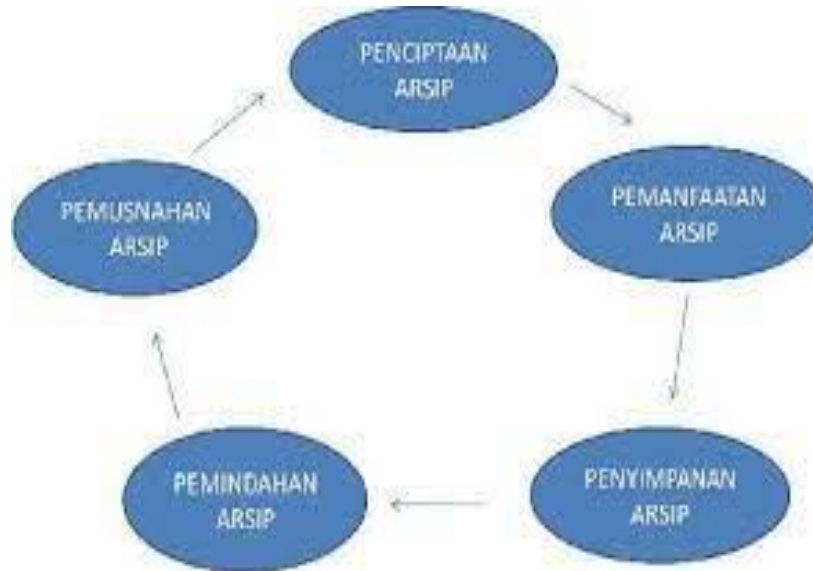 PENCIPTAAN
ARSIP
PEMANFAATAN
ARSIP
PENYIMPANAN
ARSIP
PEMINDAHAN
ARSIP
PEMUSNAHAN
ARSIP